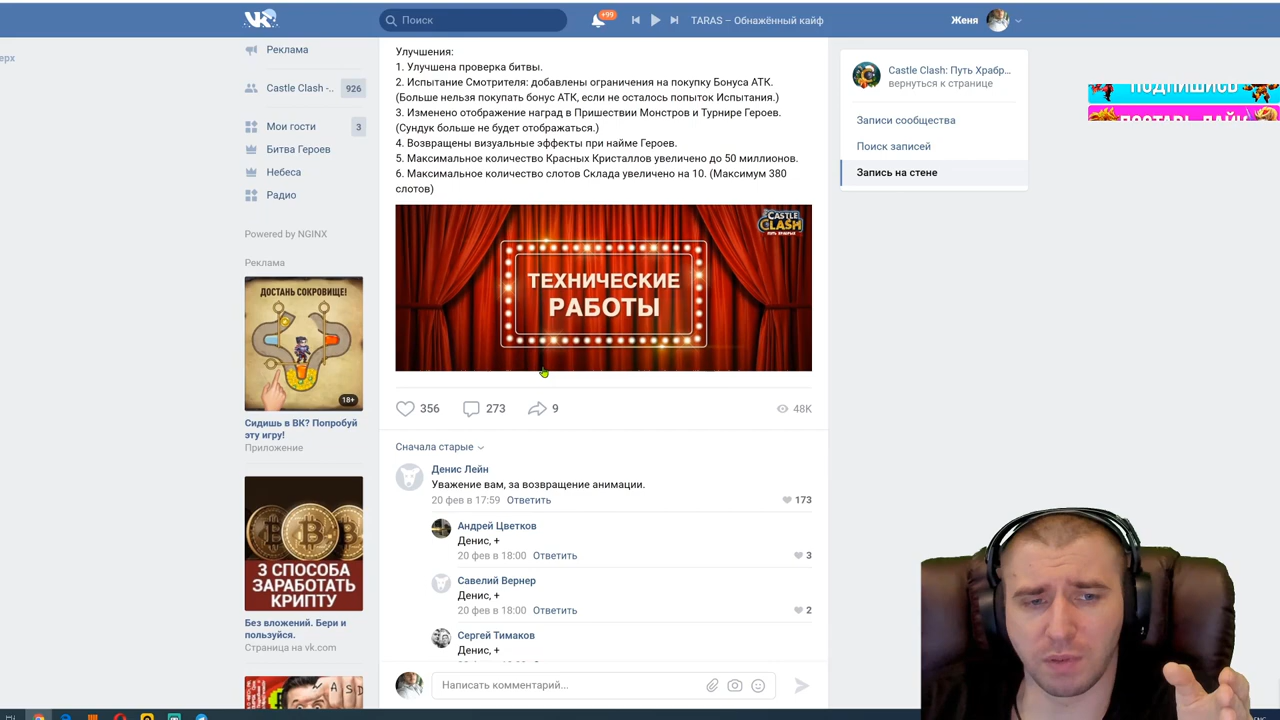 Поиск
+99
TARAS – Обнажённый кайф
Женя
ерх
Реклама
Castle Clash -..
926
Мои гости
3
Битва Героев
Небеса
Радио
Powered by NGINX
Реклама
ДОСТАНЬ СОКРОВИЩЕ!
18+
Сидишь в ВК? Попробуй
эту игру!
Приложение
3 СПОСОБА
ЗАРАБОТАТЬ
КРИПТУ
Без вложений. Бери и
пользуйся.
Страница на vk.com
Улучшения:
1. Улучшена проверка битвы.
2. Испытание Смотрителя: добавлены ограничения на покупку Бонуса АТК.
(Больше нельзя покупать бонус АТК, если не осталось попыток Испытания.)
3. Изменено отображение наград в Пришествии Монстров и Турнире Героев.
(Сундук больше не будет отображаться.)
4. Возвращены визуальные эффекты при найме Героев.
5. Максимальное количество Красных Кристаллов увеличено до 50 миллионов.
6. Максимальное количество слотов Склада увеличено на 10. (Максимум 380
слотов)
CASTLE
CLASH
ПУТЬ ХРАБРЫХ
ТЕХНИЧЕСКИЕ
РАБОТЫ
356
273
9
48K
Сначала старые
Денис Лейн
Уважение вам, за возвращение анимации.
20 фев в 17:59 Ответить
173
Андрей Цветков
Денис, +
20 фев в 18:00 Ответить
3
Савелий Вернер
Денис, +
20 фев в 18:00 Ответить
2
Сергей Тимаков
Денис, +
Написать комментарий...
Castle Clash: Путь Храбр...
вернуться к странице
Записи сообщества
Поиск записей
Запись на стене
ПОДПИШИСЬ
ПОСТАВЬ ЛАЙК